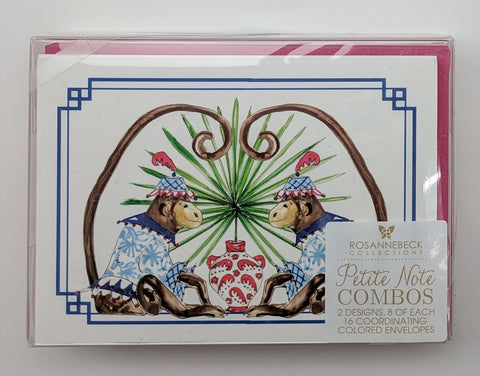 ROSANNEBECK
COLLECTIONS
Petite Note
COMBOS
2 DESIGNS, 8 OF EACH
16 COORDINATING
COLORED ENVELOPES